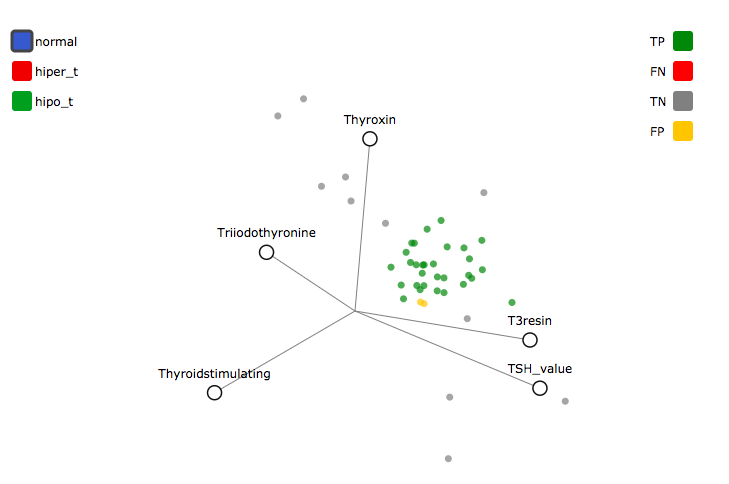 normal
hiper_t
hipo_t
TP
FN
TN
FP
Thyroxin
Triiodothyronine
T3resin
TSH_value
Thyroidstimulating